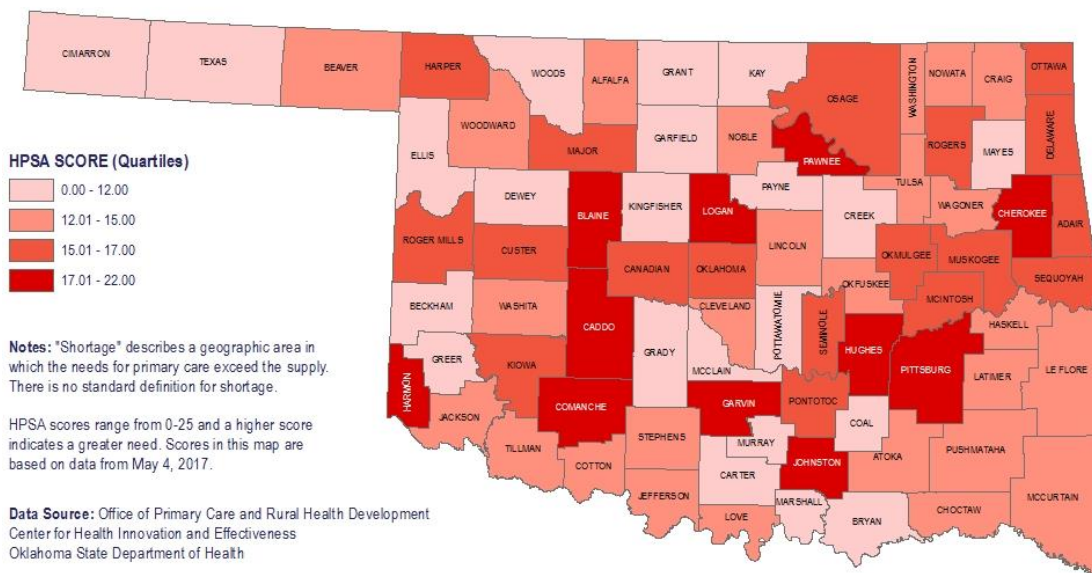 CIMARRON
TEXAS
BEAVER
HARPER
WOODS
ALFALFA
GRANT
KAY
OSAGE
WASHINGTON
NOWATA
CRAIG
OTTAWA
ELLIS
WOODWARD
MAJOR
GARFIELD
NOBLE
PAWNEE
ROGERS
MAYES
DELAWARE
HPSA SCORE (Quartiles)
0.00 - 12.00
12.01 - 15.00
15.01 - 17.00
17.01 - 22.00
DEWEY
BLAINE
KINGFISHER
LOGAN
PAYNE
CREEK
TULSA
WAGONER
CHEROKEE
ADAIR
ROGER MILLS
CUSTER
CANADIAN
OKLAHOMA
LINCOLN
OKMULGEE
MUSKOGEE
SEQUOYAH
BECKHAM
WASHITA
CADDO
GRADY
CLEVELAND
POTTAWATOMIE
SEMINOLE
OKFUSKEE
MCINTOSH
HASKELL
Notes: "Shortage" describes a geographic area in
which the needs for primary care exceed the supply.
There is no standard definition for shortage.
HPSA scores range from 0-25 and a higher score
indicates a greater need. Scores in this map are
based on data from May 4, 2017.
GREER
KIOWA
HARMON
JACKSON
COMANCHE
MCCLAIN
GARVIN
HUGHES
PITTSBURG
LATIMER
LE FLORE
PONTOTOC
TILLMAN
COTTON
STEPHENS
MURRAY
COAL
JOHNSTON
ATOKA
PUSHMATAHA
JEFFERSON
CARTER
LOVE
MARSHALL
BRYAN
CHOCTAW
MCCURTAIN
Data Source: Office of Primary Care and Rural Health Development
Center for Health Innovation and Effectiveness
Oklahoma State Department of Health